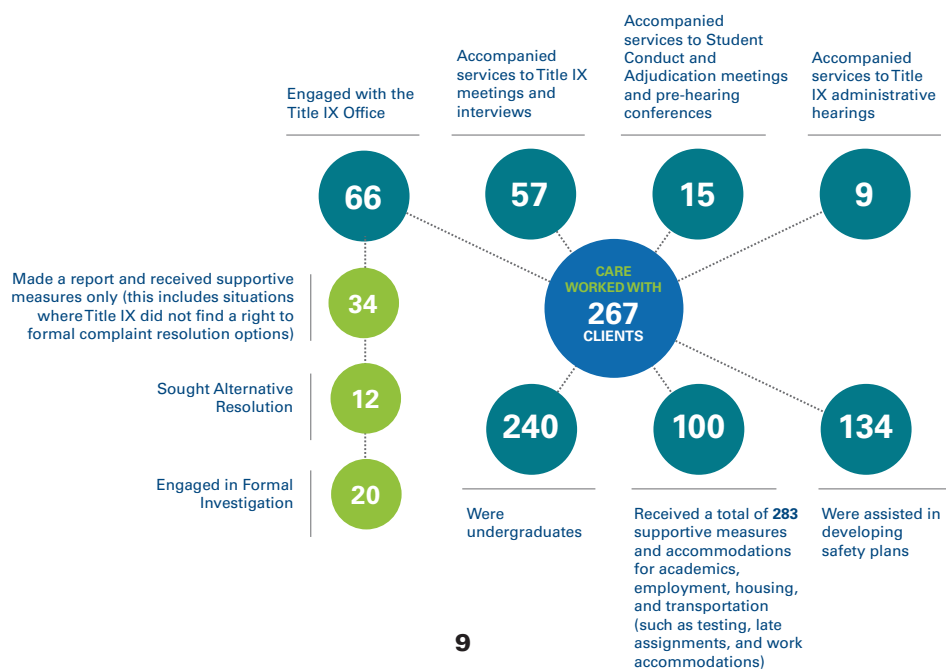 Engaged with the
Title IX Office
66
Accompanied
services to Title IX
meetings and
interviews
57
Accompanied
services to Student
Conduct and
Adjudication meetings
and pre-hearing
conferences
15
Accompanied
services to Title
IX administrative
hearings
9
CARE
WORKED WITH
267
CLIENTS
Made a report and received supportive
measures only (this includes situations
where Title IX did not find a right to
formal complaint resolution options)
34
Sought Alternative
Resolution
12
Engaged in Formal
Investigation
20
240
Were
undergraduates
100
Received a total of 283
supportive measures
and accommodations
for academics,
employment, housing,
and transportation
(such as testing, late
assignments, and work
accommodations)
134
Were assisted in
developing
safety plans
9